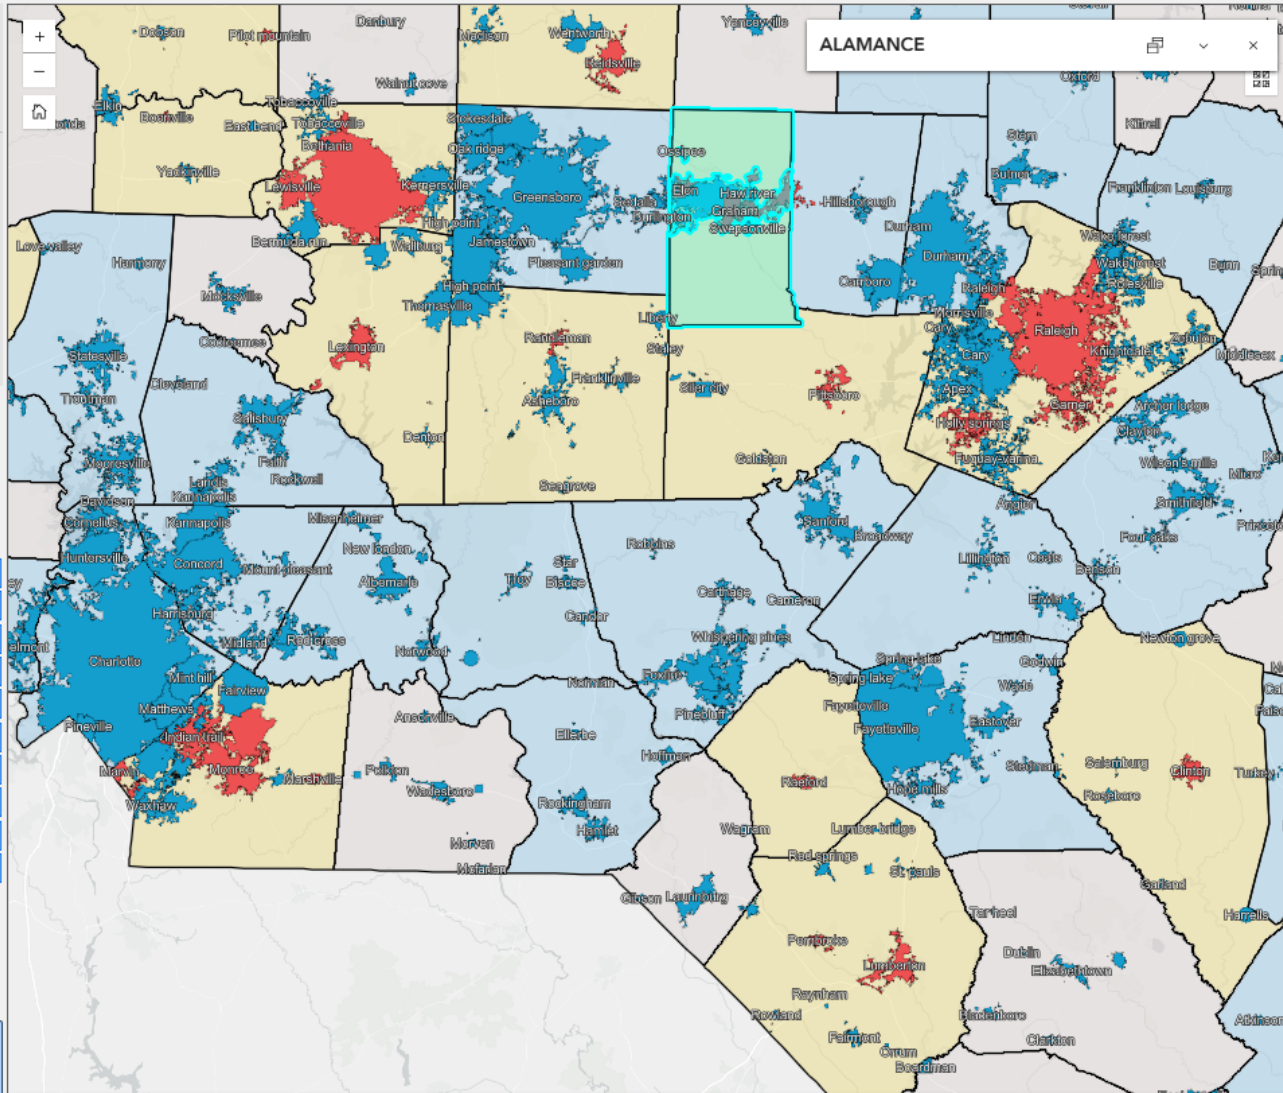 Danbury
Yanceyville
Dobson
Pilot mountain
Madison
Wentworth
ALAMANCE
Reidsville
Walnut cove
Oxford
Elkin
Tobaccoville
Boonville
East bend
Tobaccoville
Stokesdale
Kittrell
Bethania
Oak ridge
Ossipee
Stem
Yadkinville
Butner
Lewisville
Kernersville
Elon
Haw river
Franklinton
Louisburg
Greensboro
Sedalia
Hillsborough
Burlington
Graham
High point
Swepsonville
Durham
Bermuda run
Wallburg
Jamestown
Wake forest
Love valley
Harmony
Pleasant garden
Durham
Wake forest
Bunn
Mocksville
High point
Carrboro
Raleigh
Rolesville
Thomasville
Liberty
Morrisville
Cary
Raleigh
Cooleemee
Lexington
Randleman
Staley
Zebulon
Statesville
Cary
Knightdale
Middlesex
Cleveland
Franklinville
Siler city
Apex
Troutman
Asheboro
Pittsboro
Garner
Archer lodge
Salisbury
Holly springs
Clayton
Denton
Mooresville
Faith
Goldston
Fuquay-varina
Wilson's mills
Landis
Rockwell
Micro
Kannapolis
Seagrove
Davidson
Angier
Smithfield
Cornelius
Kannapolis
Misenheimer
Sanford
Broadway
Four oaks
Huntersville
Concord
New london
Robbins
Lillington
Coats
Mount pleasant
Star
Benson
Albemarle
Troy
Biscoe
Carthage
Cameron
Erwin
Harrisburg
Candor
elmont
Midland
Red cross
Whispering pines
Linden
Newton grove
Charlotte
Norwood
Spring lake
Godwin
Mint hill
Foxfire
Spring lake
Fairview
Norman
Wade
Matthews
Pinebluff
Fayetteville
Pineville
Ansonville
Eastover
Indian trail
Ellerbe
Fayetteville
Marvin
Monroe
Polkton
Hoffman
Stedman
Salemburg
Clinton
Turkey
Marshville
Wadesboro
Raeford
Hope mills
Roseboro
Waxhaw
Rockingham
Hamlet
Wagram
Lumber bridge
Morven
Red springs
Mcfarlan
St. pauls
Garland
Gibson
Laurinburg
Tar heel
Harrells
Pembroke
Dublin
Lumberton
Elizabethtown
Raynham
Rowland
Bladenboro
Atkinson
Fairmont
Orrum
Clarkton
Boardman